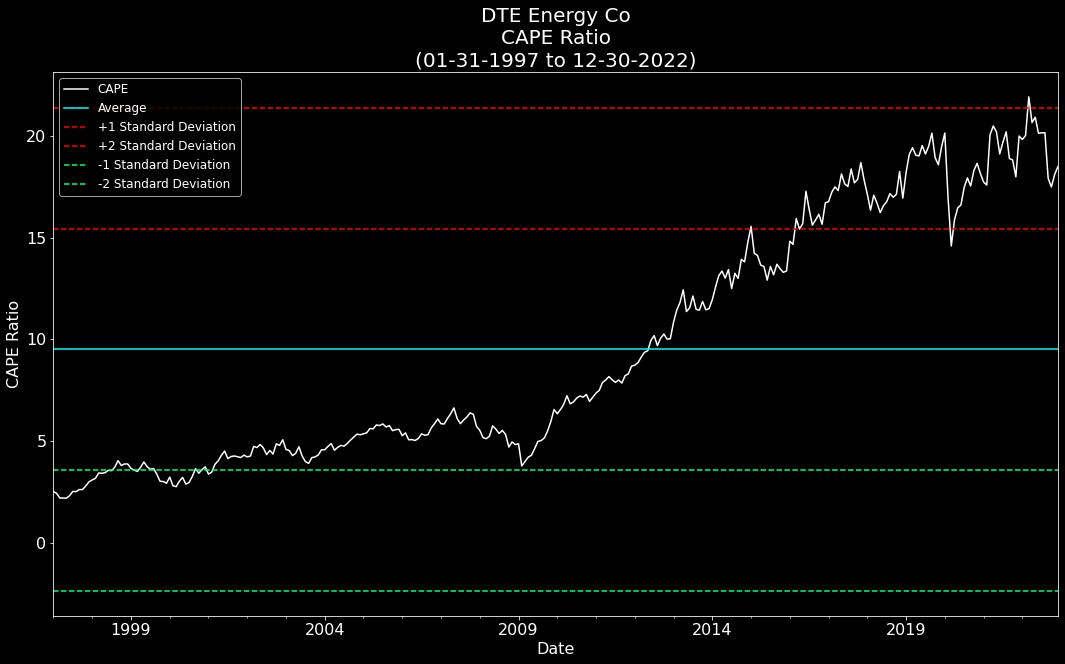 DTE Energy Co
CAPE Ratio
(01-31-1997 to 12-30-2022)
CAPE
Average
+1 Standard Deviation
+2 Standard Deviation
-1 Standard Deviation
-2 Standard Deviation
20
15
10
5
0
CAPE Ratio
1999 2004 2009 2014 2019
Date